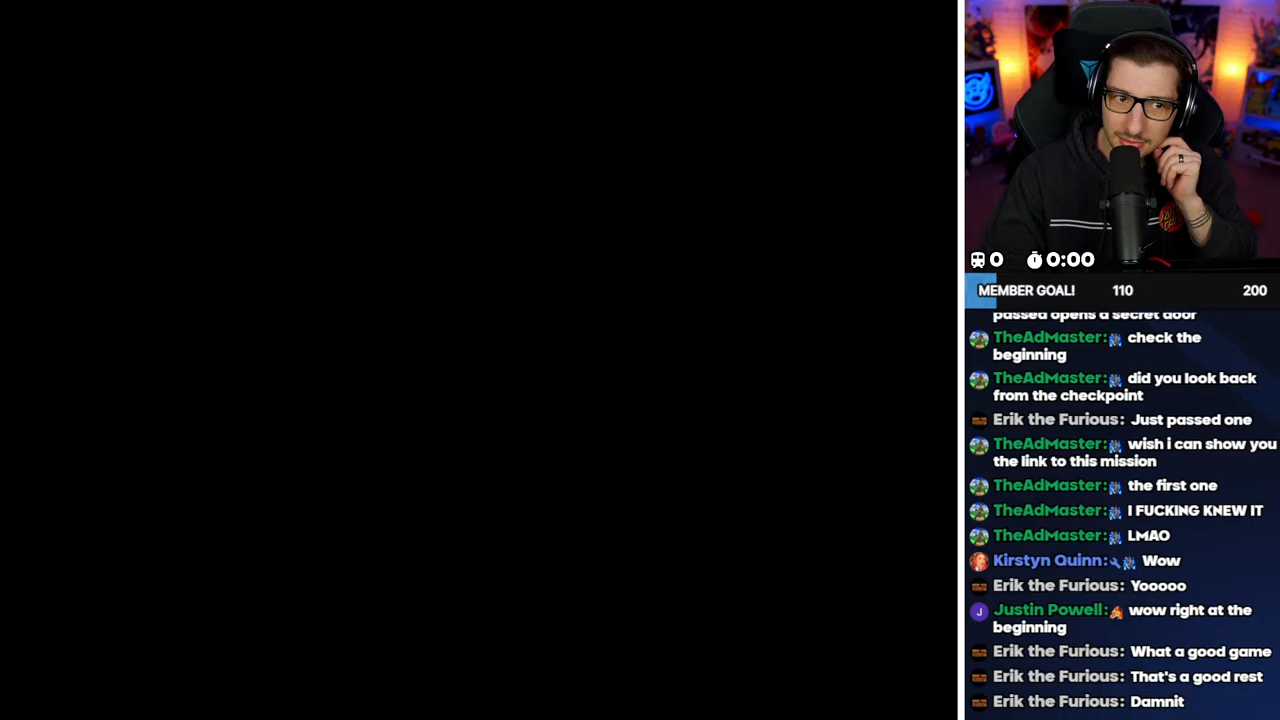 0 0:00
MEMBER GOAL! 110 200
passed opens a secret door
TheAdMaster: check the
beginning
TheAdMaster: did you look back
from the checkpoint
Erik the Furious: Just passed one
TheAdMaster: wish i can show you
the link to this mission
TheAdMaster: the first one
TheAdMaster: I FUCKING KNEW IT
TheAdMaster: LMAO
Kirstyn Quinn: Wow
Erik the Furious: Yooooo
J Justin Powell: wow right at the
beginning
Erik the Furious: What a good game
Erik the Furious: That's a good rest
Erik the Furious: Damnit